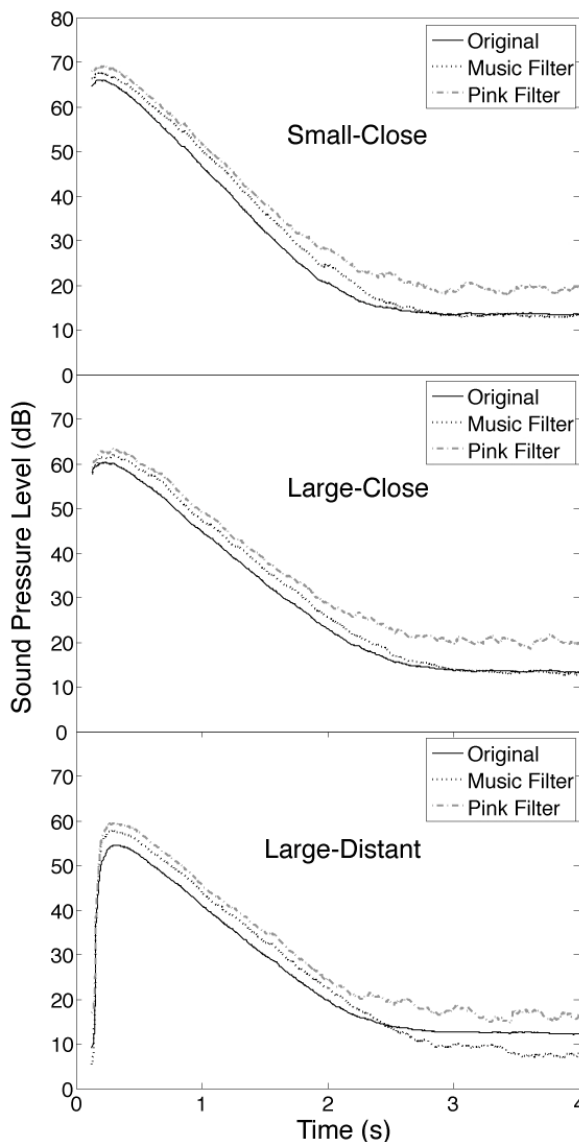 80
70
60
50
40
30
20
10
0
Original
Music Filter
Pink Filter
Small-Close
70
60
50
40
30
20
10
0
Original
Music Filter
Pink Filter
Large-Close
Sound Pressure Level (dB)
70
60
50
40
30
20
10
0
Original
Music Filter
Pink Filter
Large-Distant
0 1 2 3 4
Time (s)